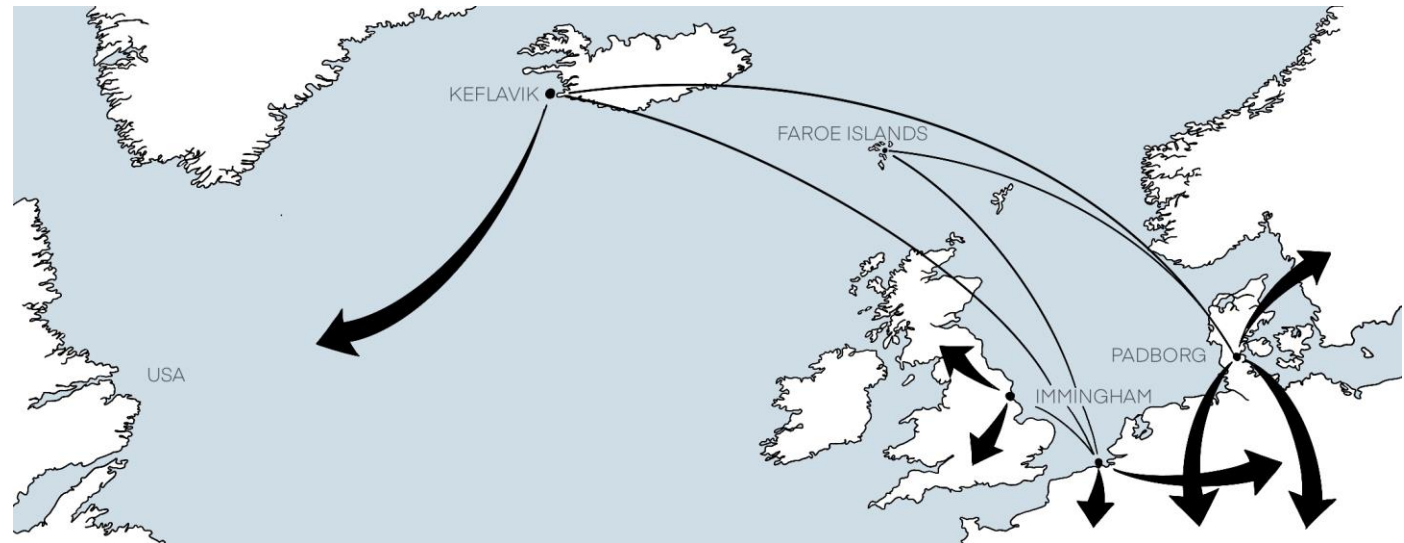 KEFLAVIK
FAROE ISLANDS
PADBORG
USA
IMMINGHAM